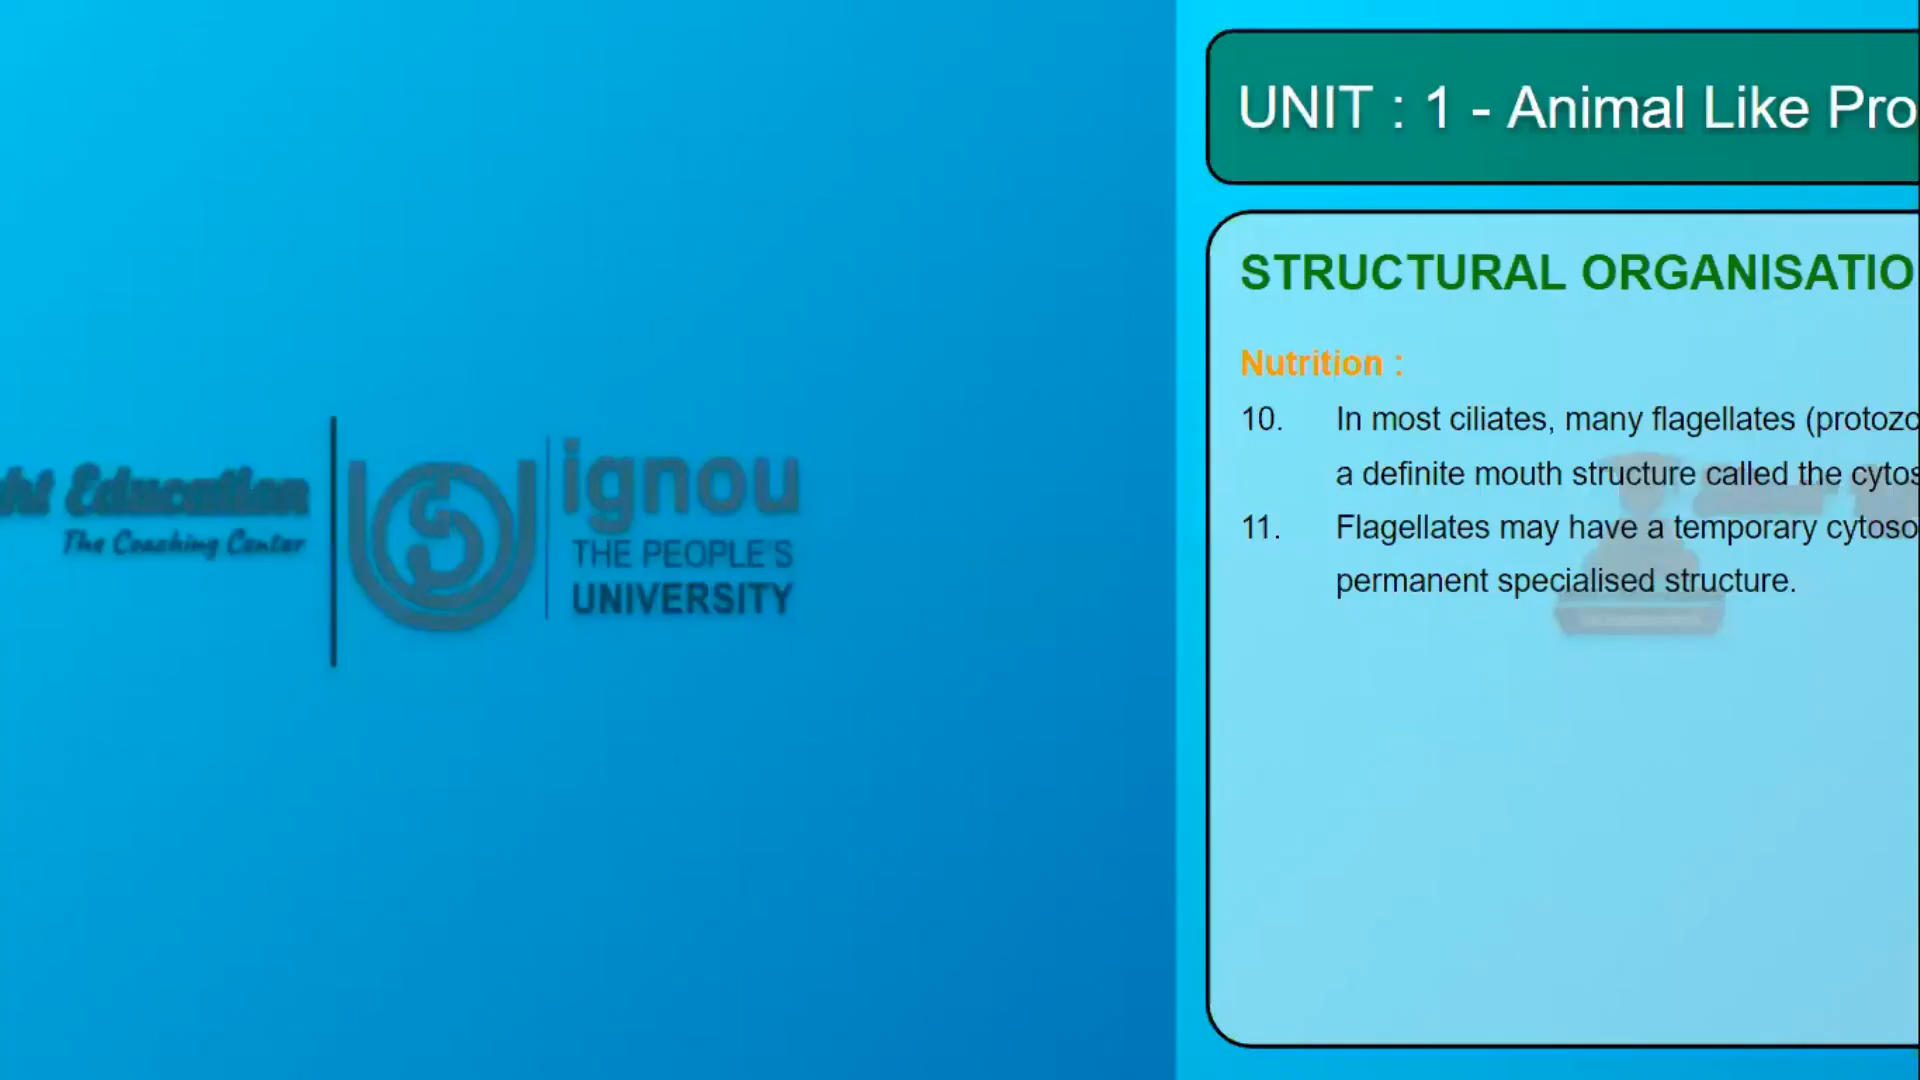 Education
The Coaching Center
ignou
THE PEOPLE'S
UNIVERSITY
UNIT : 1 - Animal Like Pro
STRUCTURAL ORGANISATIO
Nutrition :
10. In most ciliates, many flagellates (protozo
a definite mouth structure called the cytos
11. Flagellates may have a temporary cytoso
permanent specialised structure.